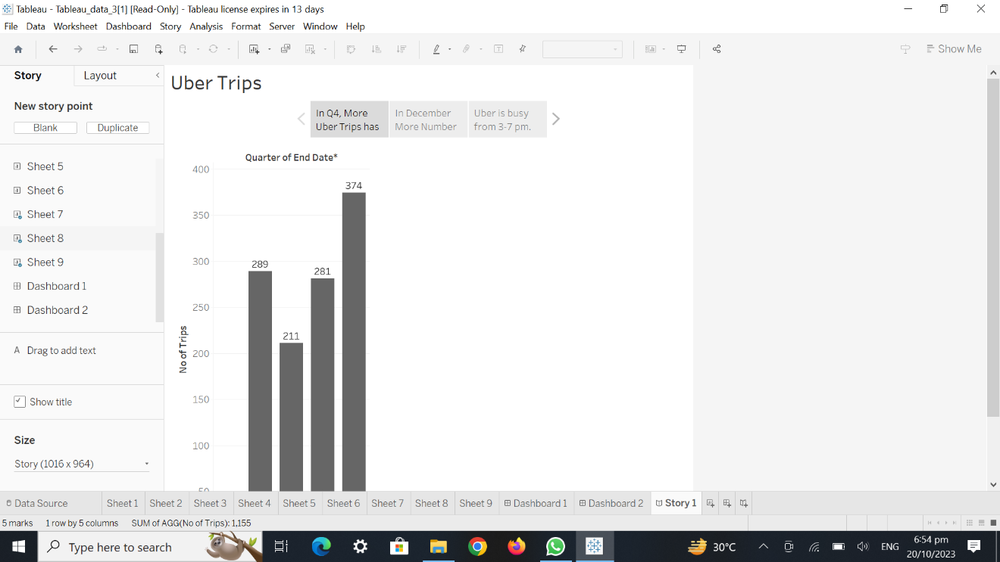 Tableau - Tableau_data_3[1] [Read-Only] - Tableau license expires in 13 days
File Data Worksheet Dashboard Story Analysis Format Server Window Help
Show Me
Story Layout
New story point
Blank Duplicate
Sheet 5
Sheet 6
Sheet 7
Sheet 8
Sheet 9
Dashboard 1
Dashboard 2
A Drag to add text
Show title
Size
Story (1016 x 964)
Uber Trips
In Q4, More
Uber Trips has
In December
More Number
Uber is busy
from 3-7 pm.
Quarter of End Date*
400
350
300
250
200
150
100
50
No of Trips
289
211
281
374
Data Source Sheet 1 Sheet 2 Sheet 3 Sheet 4 Sheet 5 Sheet 6 Sheet 7 Sheet 8 Sheet 9 Dashboard 1 Dashboard 2 Story 1
5 marks 1 row by 5 columns SUM of AGG(No of Trips): 1,155
Type here to search
30°C
ENG
6:54 pm
20/10/2023